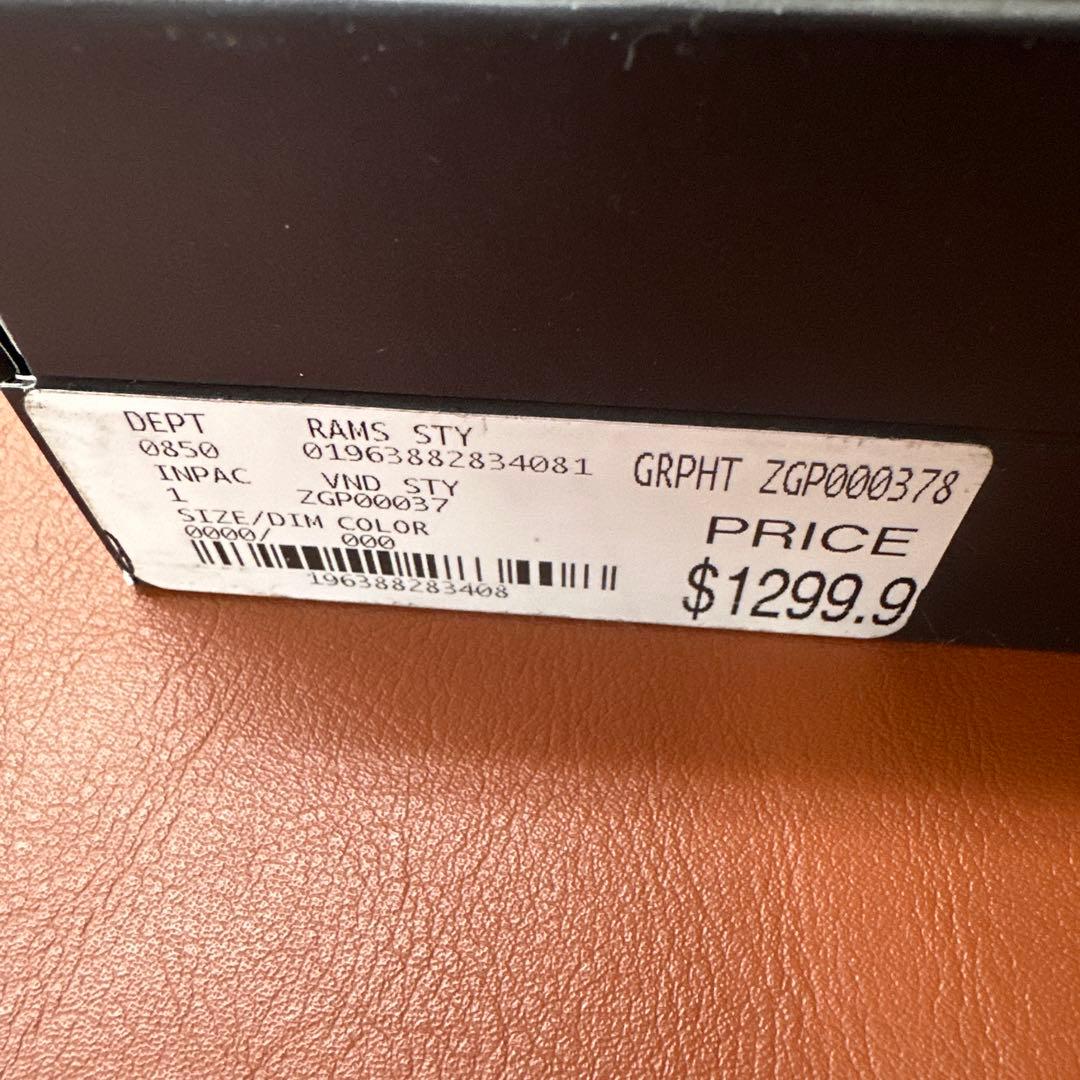 DEPT RAMS STY
0850 01963882834081 GRPHT ZGP000378
INPAC VND STY
1 ZGP00037
SIZE/DIM COLOR PRICE
0000/ 000
$1299.9
196388283408